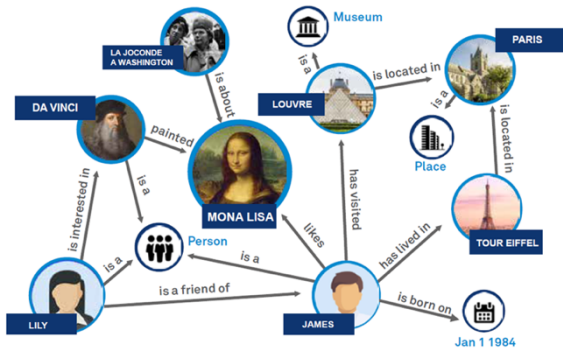 LA JOCONDE
A WASHINGTON
Museum
PARIS
is a
is located in
DA VINCI
is about
LOUVRE
is a
painted
is located in
Place
is interested in
is a
MONA LISA
has visited
Person
likes
has lived in
TOUR EIFFEL
is a
is a
is a friend of
is born on
LILY
JAMES
Jan 1 1984